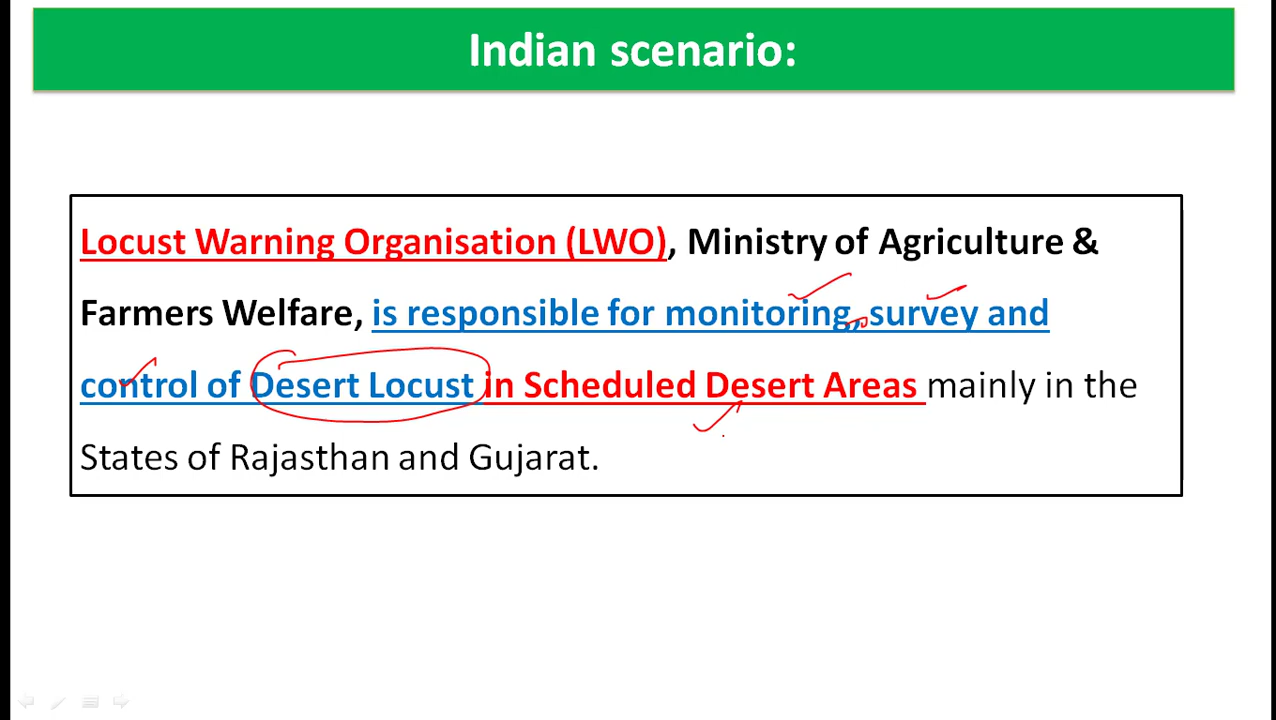 Indian scenario:
Locust Warning Organisation (LWO), Ministry of Agriculture &
Farmers Welfare, is responsible for monitoring, survey and
control of Desert Locust in Scheduled Desert Areas mainly in the
States of Rajasthan and Gujarat.